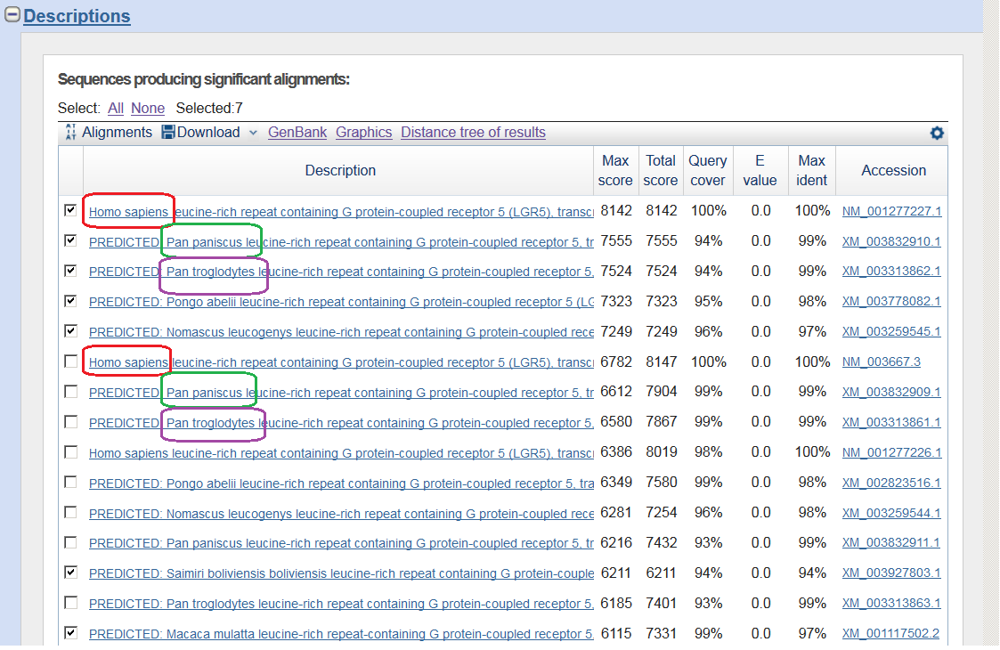 Descriptions
Sequences producing significant alignments:
Select: All None Selected:7
Alignments Download GenBank Graphics Distance tree of results
Description Max score Total score Query cover E value Max ident Accession
Homo sapiens leucine-rich repeat containing G protein-coupled receptor 5 (LGR5), transcr 8142 8142 100% 0.0 100% NM_001277227.1
PREDICTED: Pan paniscus leucine-rich repeat containing G protein-coupled receptor 5, tr 7555 7555 94% 0.0 99% XM_003832910.1
PREDICTED: Pan troglodytes leucine-rich repeat containing G protein-coupled receptor 5, 7524 7524 94% 0.0 99% XM_003313862.1
PREDICTED: Pongo abelii leucine-rich repeat containing G protein-coupled receptor 5 (LG 7323 7323 95% 0.0 98% XM_003778082.1
PREDICTED: Nomascus leucogenys leucine-rich repeat containing G protein-coupled rece 7249 7249 96% 0.0 97% XM_003259545.1
Homo sapiens leucine-rich repeat containing G protein-coupled receptor 5 (LGR5), transcr 6782 8147 100% 0.0 100% NM_003667.3
PREDICTED: Pan paniscus leucine-rich repeat containing G protein-coupled receptor 5, tr 6612 7904 99% 0.0 99% XM_003832909.1
PREDICTED: Pan troglodytes leucine-rich repeat containing G protein-coupled receptor 5, 6580 7867 99% 0.0 99% XM_003313861.1
Homo sapiens leucine-rich repeat containing G protein-coupled receptor 5 (LGR5), transcr 6386 8019 98% 0.0 100% NM_001277226.1
PREDICTED: Pongo abelii leucine-rich repeat containing G protein-coupled receptor 5, tra 6349 7580 99% 0.0 98% XM_002823516.1
PREDICTED: Nomascus leucogenys leucine-rich repeat containing G protein-coupled rece 6281 7254 96% 0.0 98% XM_003259544.1
PREDICTED: Pan paniscus leucine-rich repeat containing G protein-coupled receptor 5, tr 6216 7432 93% 0.0 99% XM_003832911.1
PREDICTED: Saimiri boliviensis boliviensis leucine-rich repeat containing G protein-couple 6211 6211 94% 0.0 94% XM_003927803.1
PREDICTED: Pan troglodytes leucine-rich repeat containing G protein-coupled receptor 5, 6185 7401 93% 0.0 99% XM_003313863.1
PREDICTED: Macaca mulatta leucine-rich repeat-containing G protein-coupled receptor 5, 6115 7331 99% 0.0 97% XM_001117502.2